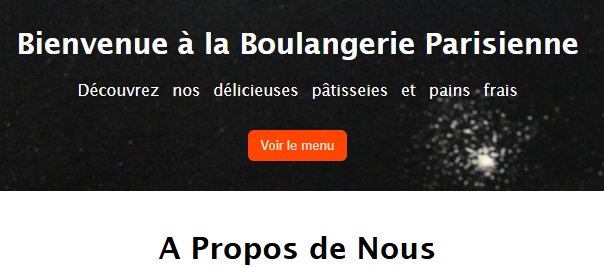 Bienvenue à la Boulangerie Parisienne
Découvrez nos délicieuses pâtisseies et pains frais
Voir le menu
A Propos de Nous